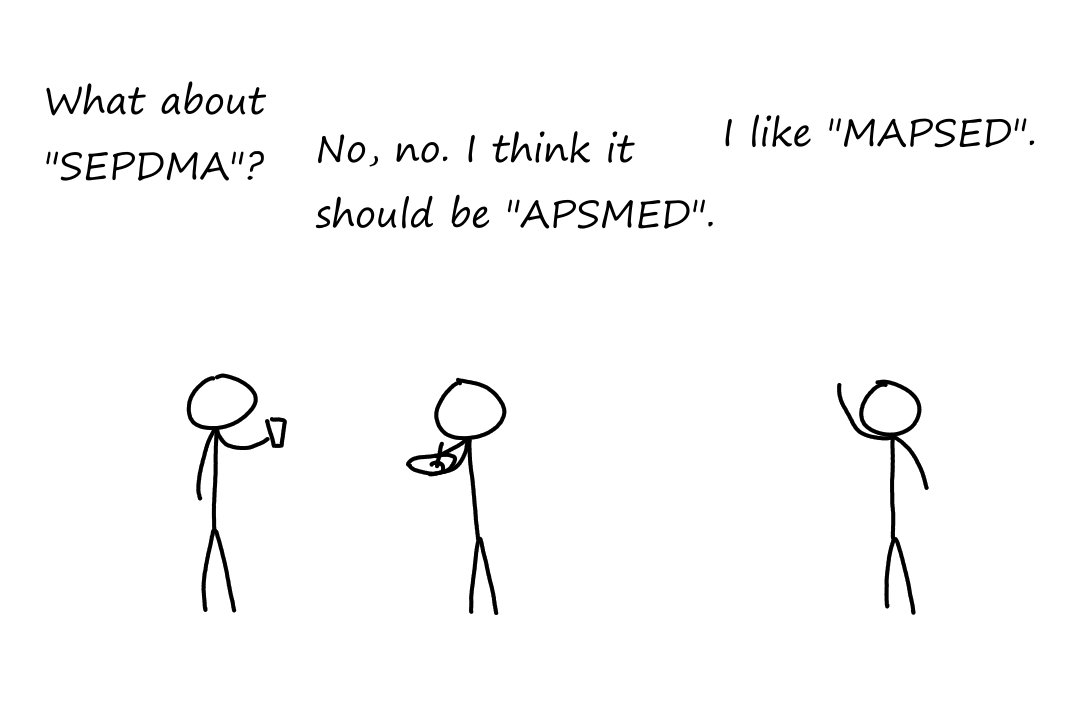 What about
"SEPDMA"?
No, no. I think it
should be "APSMED".
I like "MAPSED".